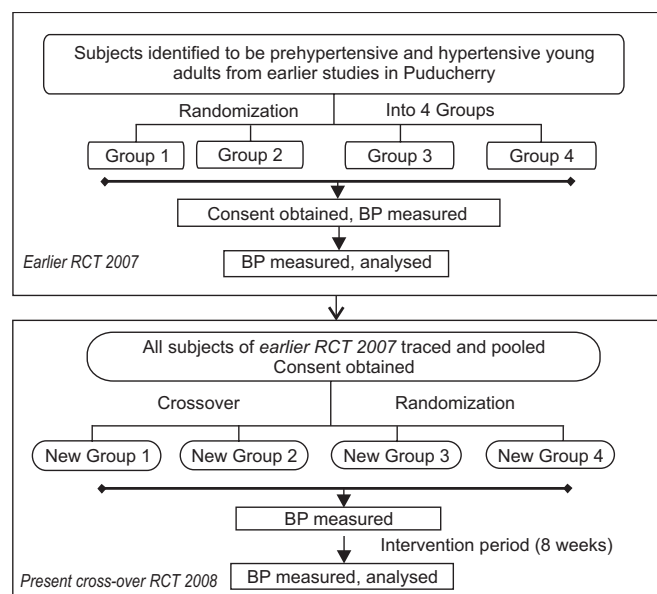 Subjects identified to be prehypertensive and hypertensive young
adults from earlier studies in Puducherry
Randomization Into 4 Groups
Group 1 Group 2 Group 3 Group 4
Consent obtained, BP measured
BP measured, analysed
Earlier RCT 2007
All subjects of earlier RCT 2007 traced and pooled
Consent obtained
Crossover Randomization
New Group 1 New Group 2 New Group 3 New Group 4
BP measured
Intervention period (8 weeks)
BP measured, analysed
Present cross-over RCT 2008